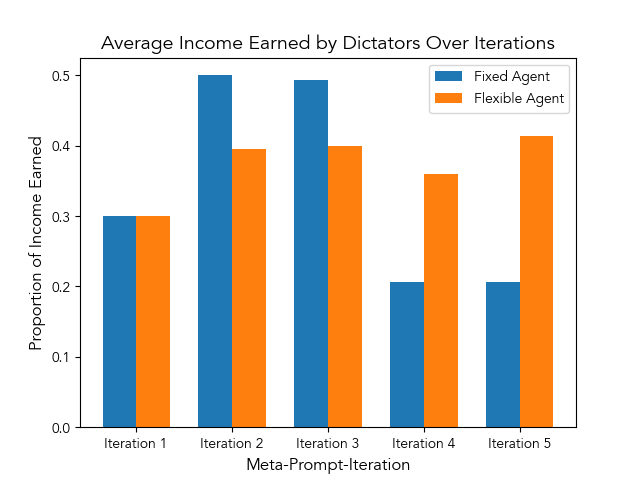 Average Income Earned by Dictators Over Iterations
Fixed Agent
Flexible Agent
Proportion of Income Earned
0.5
0.4
0.3
0.2
0.1
0.0
Iteration 1 Iteration 2 Iteration 3 Iteration 4 Iteration 5
Meta-Prompt-Iteration